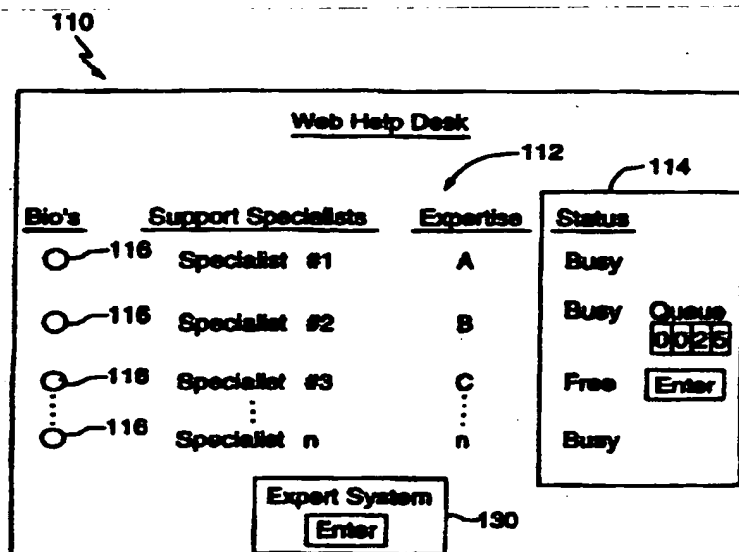 110
Web Help Desk
112
114
Bio's Support Specialists Expertise Status
116 Specialist #1 A Busy
116 Specialist #2 B Busy Queue
0025
116 Specialist #3 C Free Enter
116 Specialist n n Busy
Expert System
Enter
130